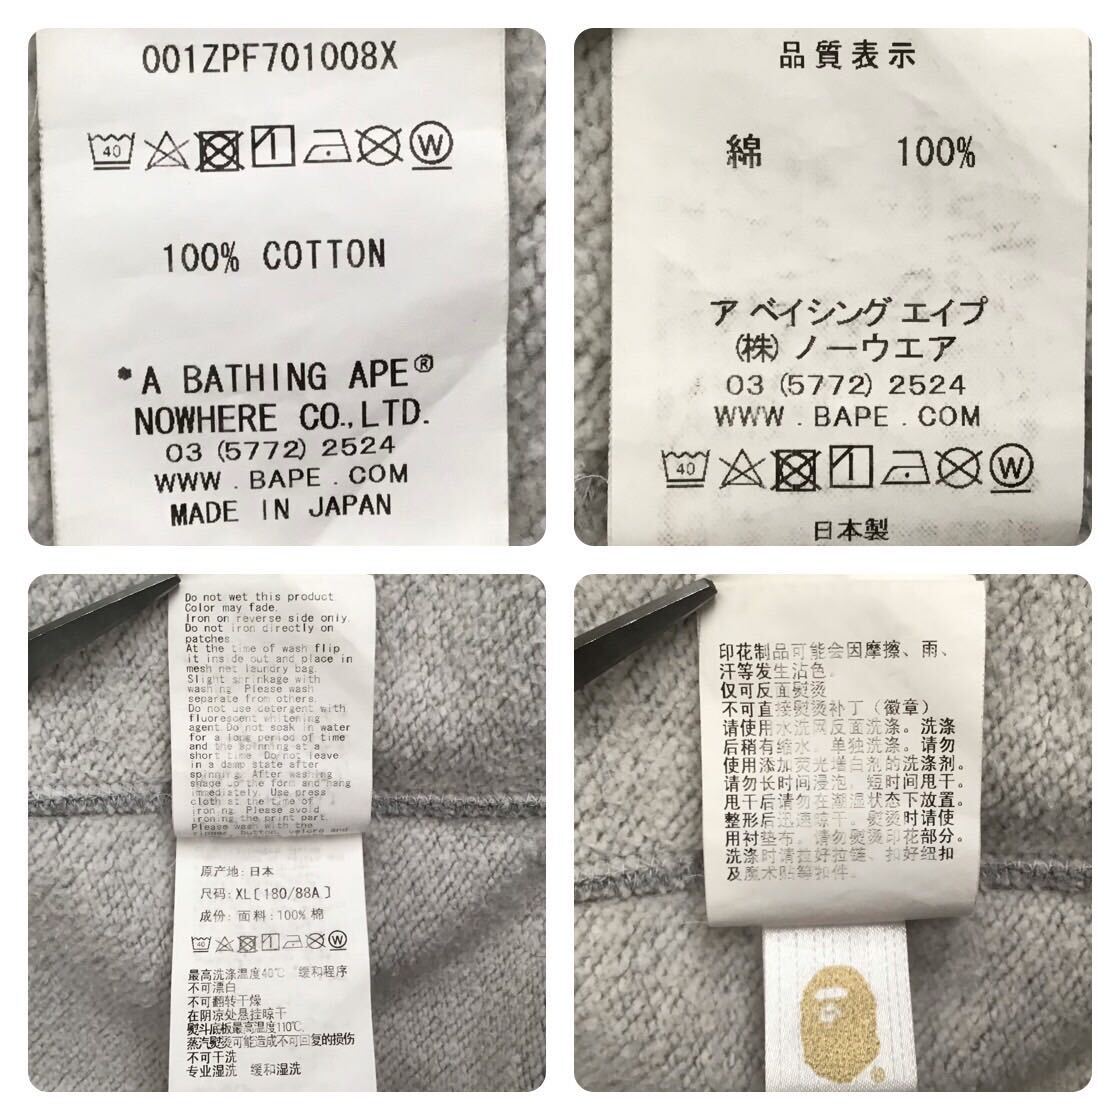 001ZPF701008X
40 W
100% COTTON
*A BATHING APE®
NOWHERE CO.,LTD.
03 (5772) 2524
WWW . BAPE . COM
MADE IN JAPAN
品質表示
綿 100%
ア ベイシング エイプ
(株) ノーウエア
03 (5772) 2524
WWW . BAPE . COM
40 W
日本製
Do not wet this product.
Color may fade.
Iron on reverse side only.
Do not iron directly on
patches.
At the time of wash flip
it inside out and place in
mesh net laundry bag.
Slight shrinkage with
washing. Please wash
separate from others.
Do not use detergent with
fluorescent whitening
agent.Do not soak in water
for a long period of time
and the spinning at a
short time. Do not leave
in a damp state after
spinning. After washing
shape up the form and hang
immediately. Use press
cloth at the time of
ironing. Please avoid
ironing the print part.
Please wash with the
zipper, button, velcro and
原产地: 日本
尺码: XL[180/88A]
成份: 面料:100% 棉
40 W
最高洗涤温度40℃ 缓和程序
不可漂白
不可翻转干燥
在阴凉处悬挂晾干
熨斗底板最高温度110℃,
蒸汽熨烫可能造成不可回复的损伤
不可干洗
专业湿洗 缓和湿洗
印花制品可能会因摩擦、雨、
汗等发生沾色。
仅可反面熨烫
不可直接熨烫补丁（徽章）
请使用水洗网反面洗涤。洗涤
后稍有缩水。单独洗涤。请勿
使用添加荧光增白剂的洗涤剂。
请勿长时间浸泡，短时间甩干。
甩干后请勿在潮湿状态下放置。
整形后迅速晾干。熨烫时请使
用衬垫布。请勿熨烫印花部分。
洗涤时请拉好拉链、扣好纽扣
及魔术贴等扣件。
®